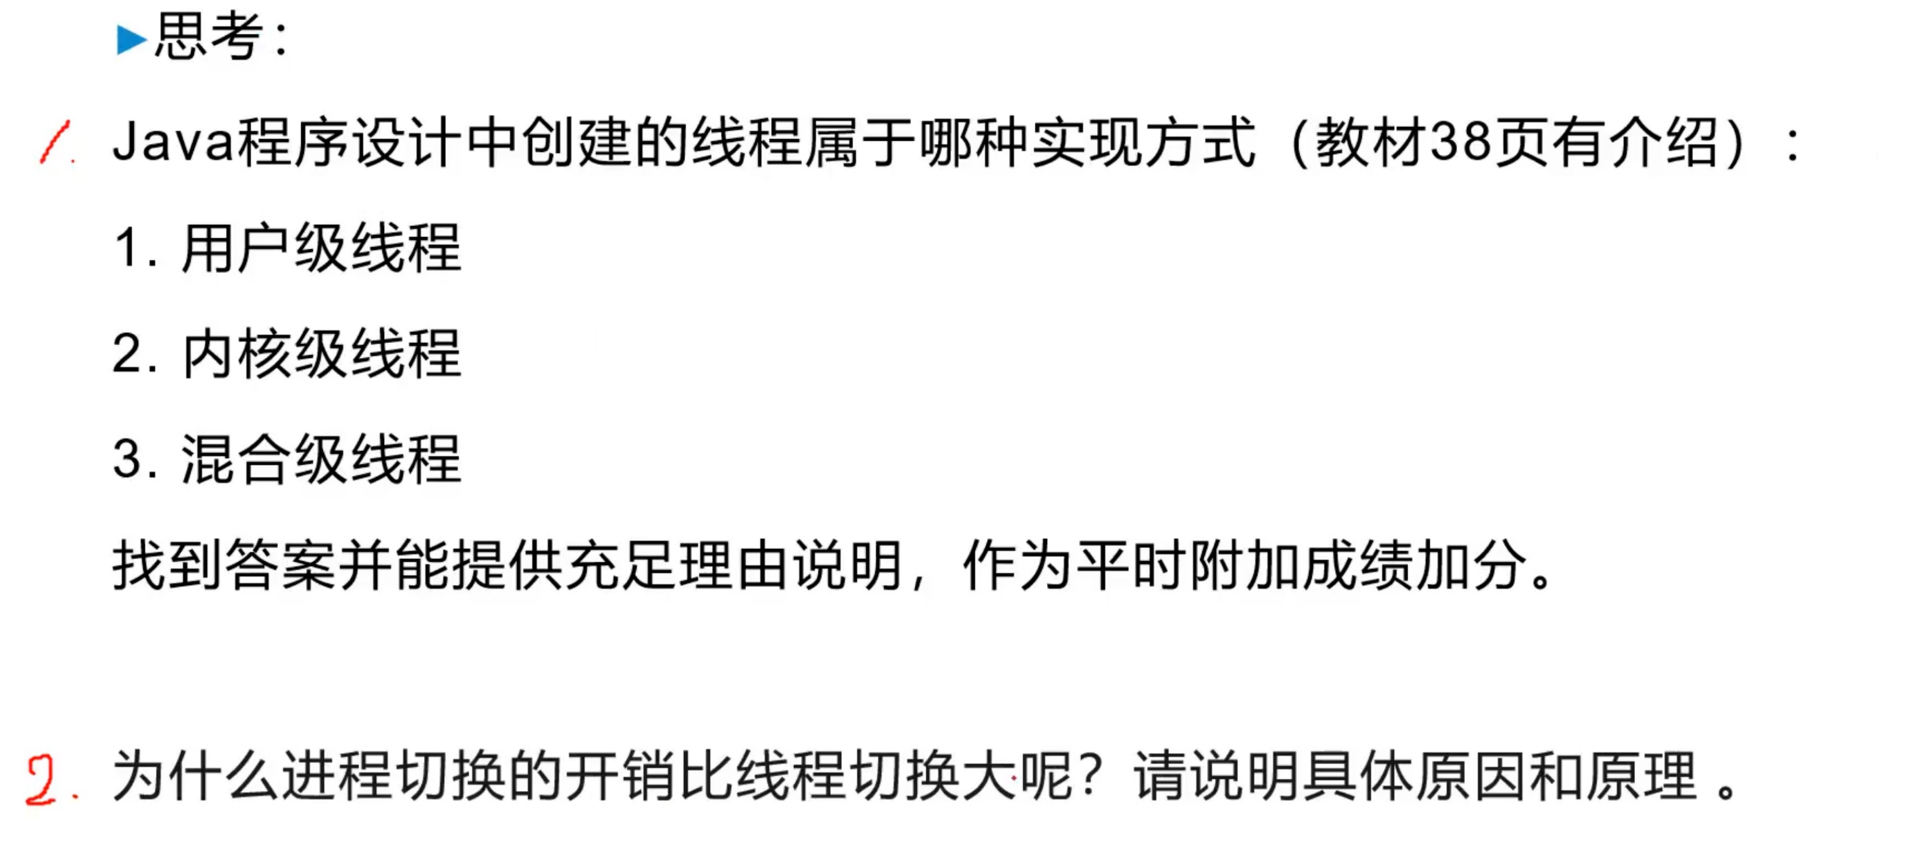 ▶思考：
1. Java程序设计中创建的线程属于哪种实现方式（教材38页有介绍）：
1. 用户级线程
2. 内核级线程
3. 混合级线程
找到答案并能提供充足理由说明，作为平时附加成绩加分。
2. 为什么进程切换的开销比线程切换大呢？请说明具体原因和原理 。